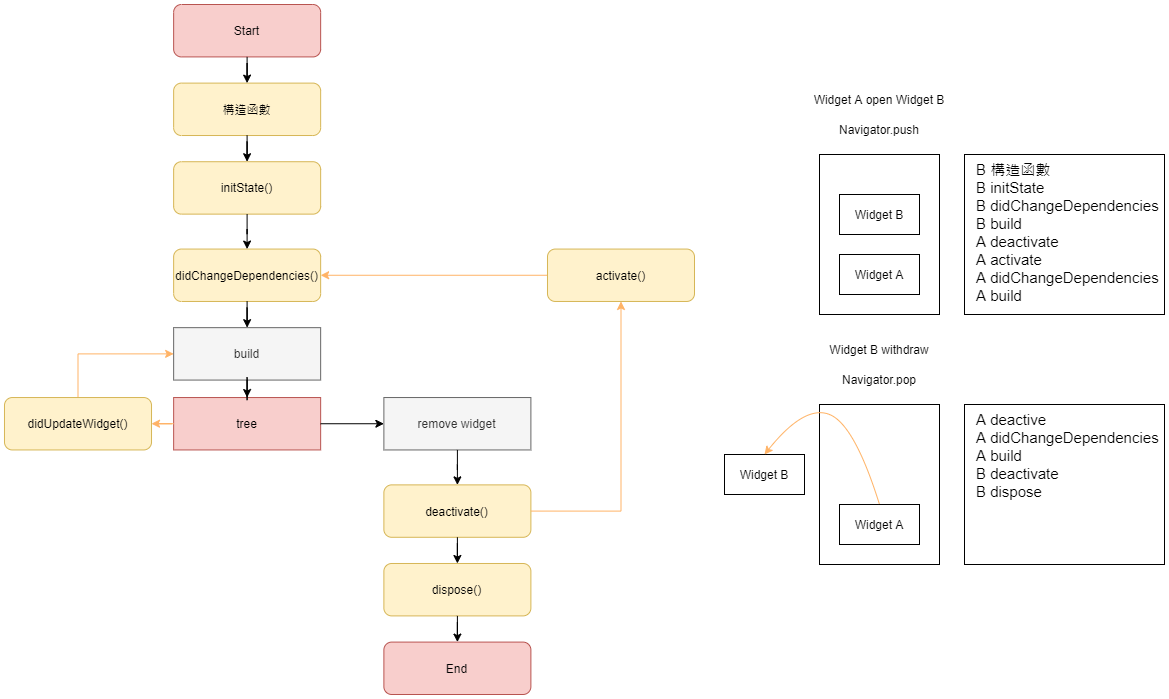 Start
構造函數
initState()
didChangeDependencies()
activate()
build
didUpdateWidget()
tree
remove widget
deactivate()
dispose()
End
Widget A open Widget B
Navigator.push
Widget B
Widget A
B 構造函數
B initState
B didChangeDependencies
B build
A deactivate
A activate
A didChangeDependencies
A build
Widget B withdraw
Navigator.pop
Widget B
Widget A
A deactive
A didChangeDependencies
A build
B deactivate
B dispose